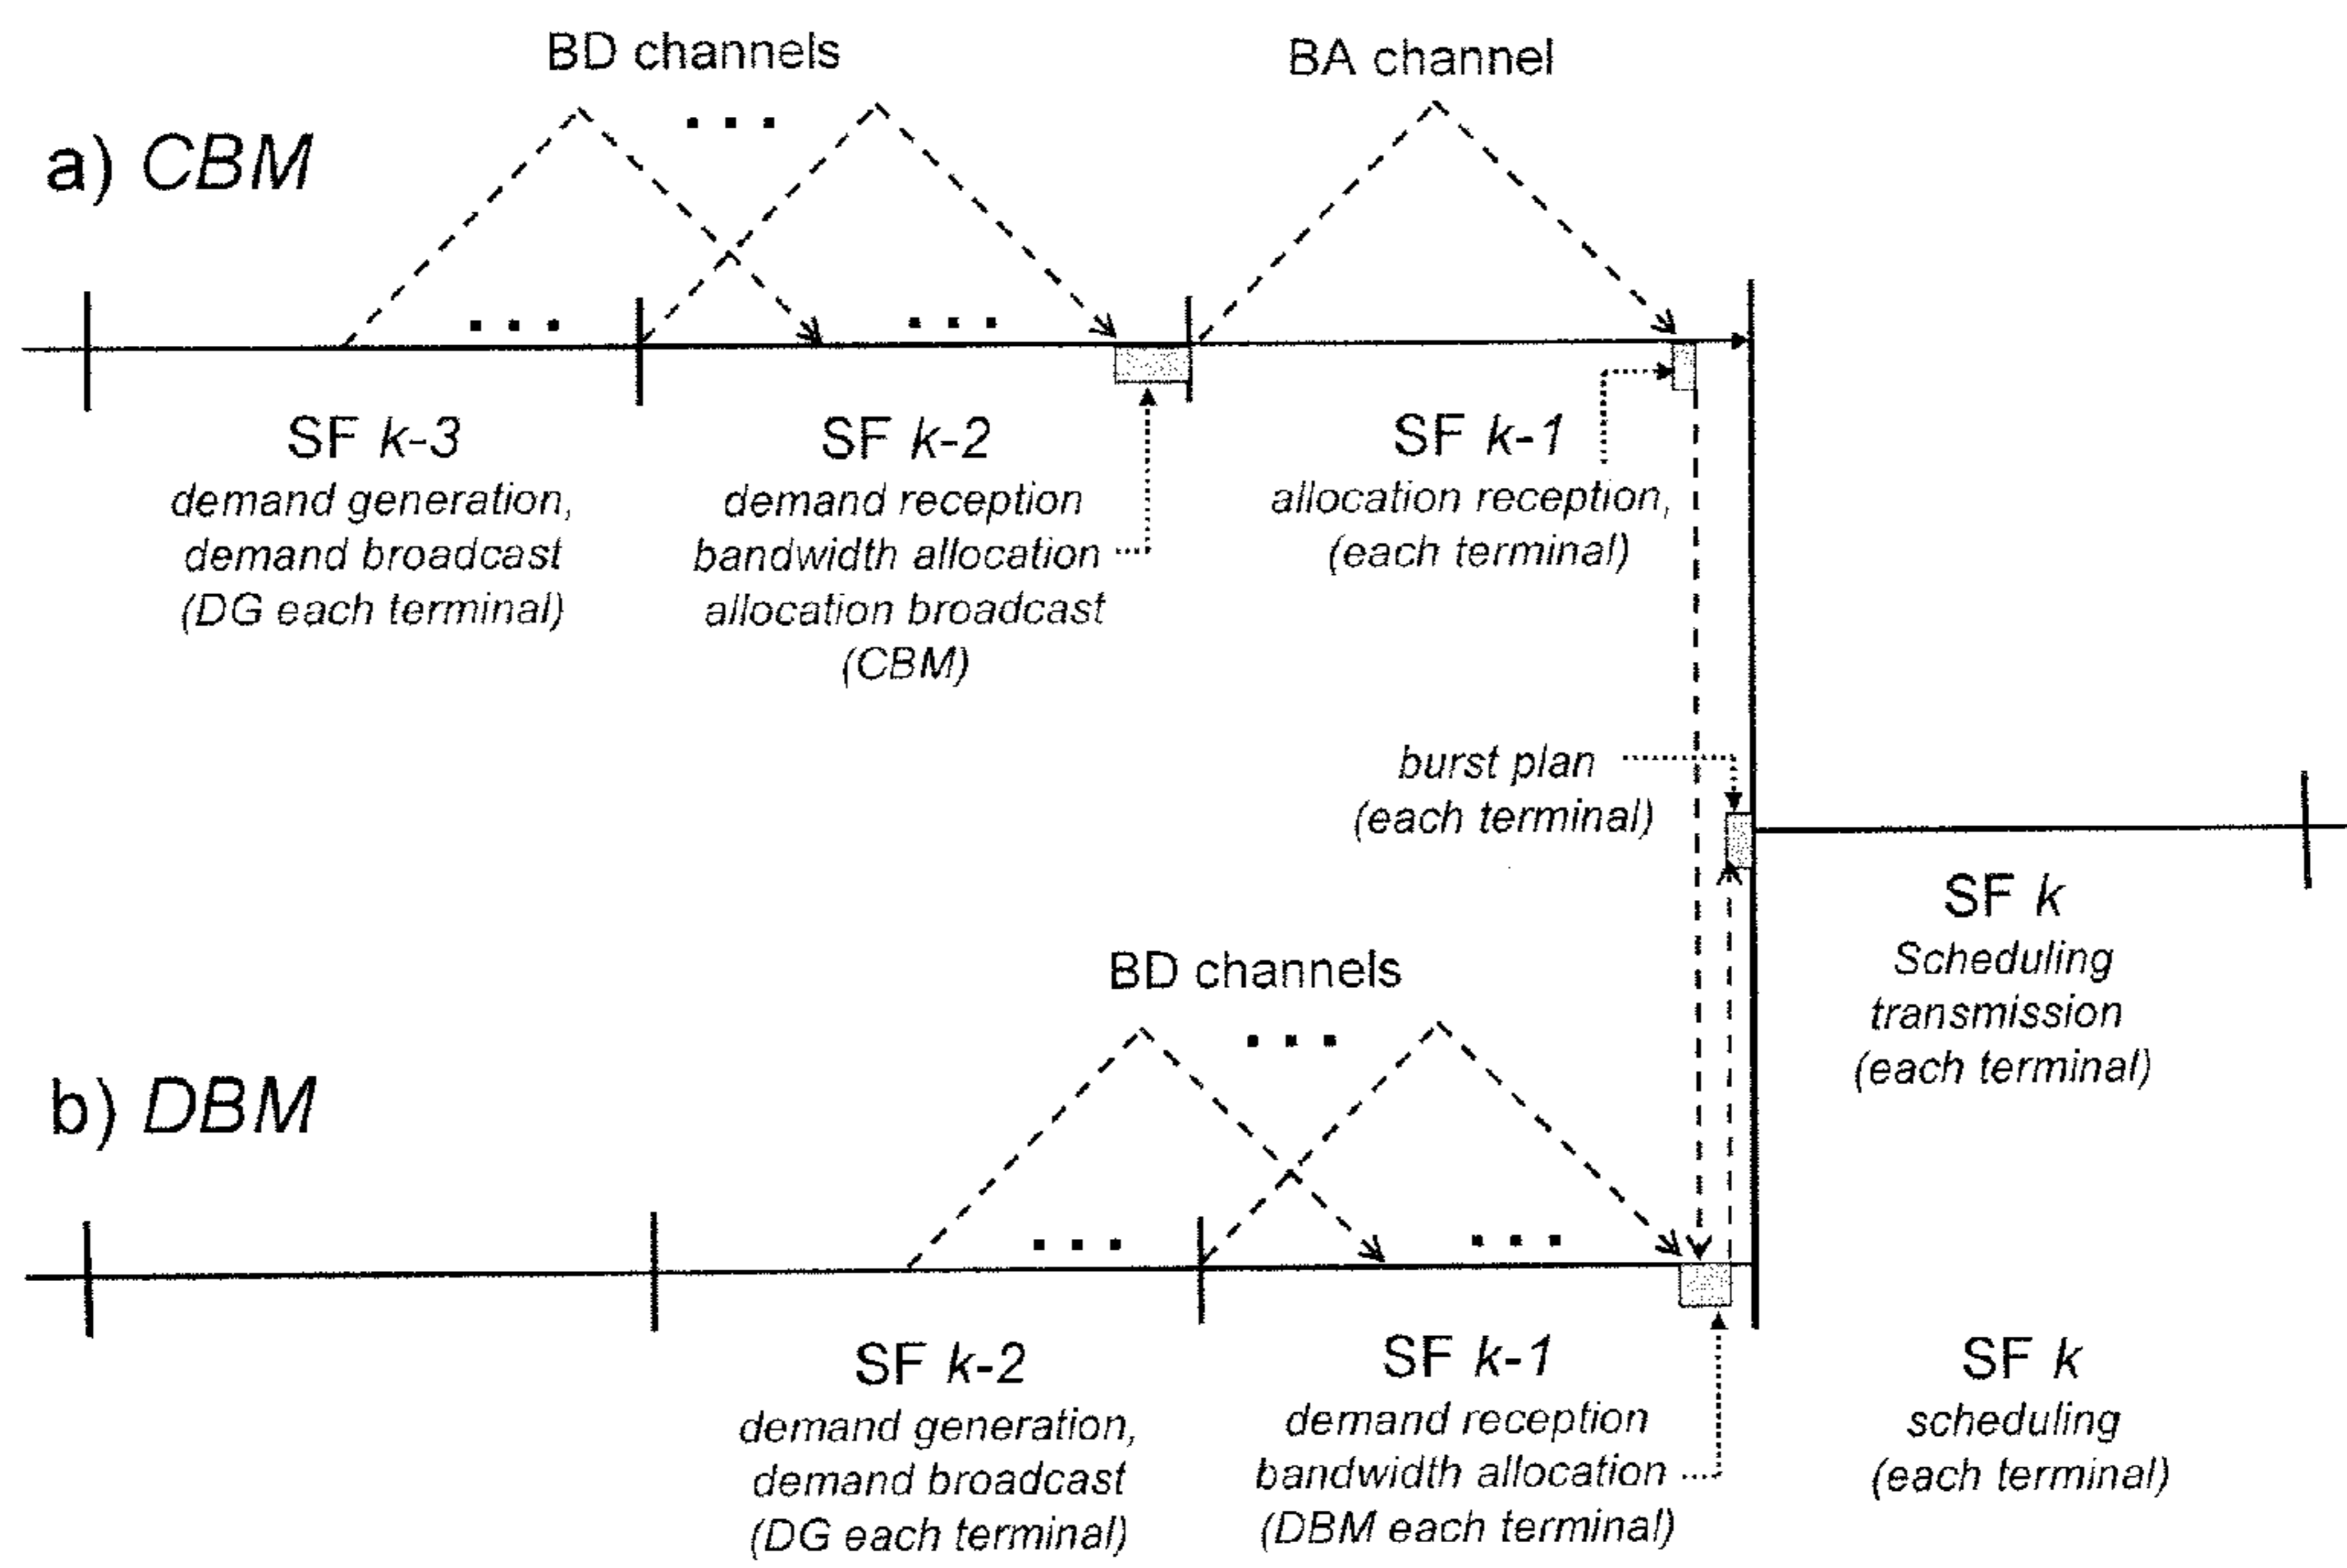 BD channels
BA channel
a) CBM
SF k-3
demand generation,
demand broadcast
(DG each terminal)
SF k-2
demand reception
bandwidth allocation
allocation broadcast
(CBM)
SF k-1
allocation reception,
(each terminal)
burst plan
(each terminal)
SF k
Scheduling
transmission
(each terminal)
BD channels
b) DBM
SF k-2
demand generation,
demand broadcast
(DG each terminal)
SF k-1
demand reception
bandwidth allocation
(DBM each terminal)
SF k
scheduling
(each terminal)